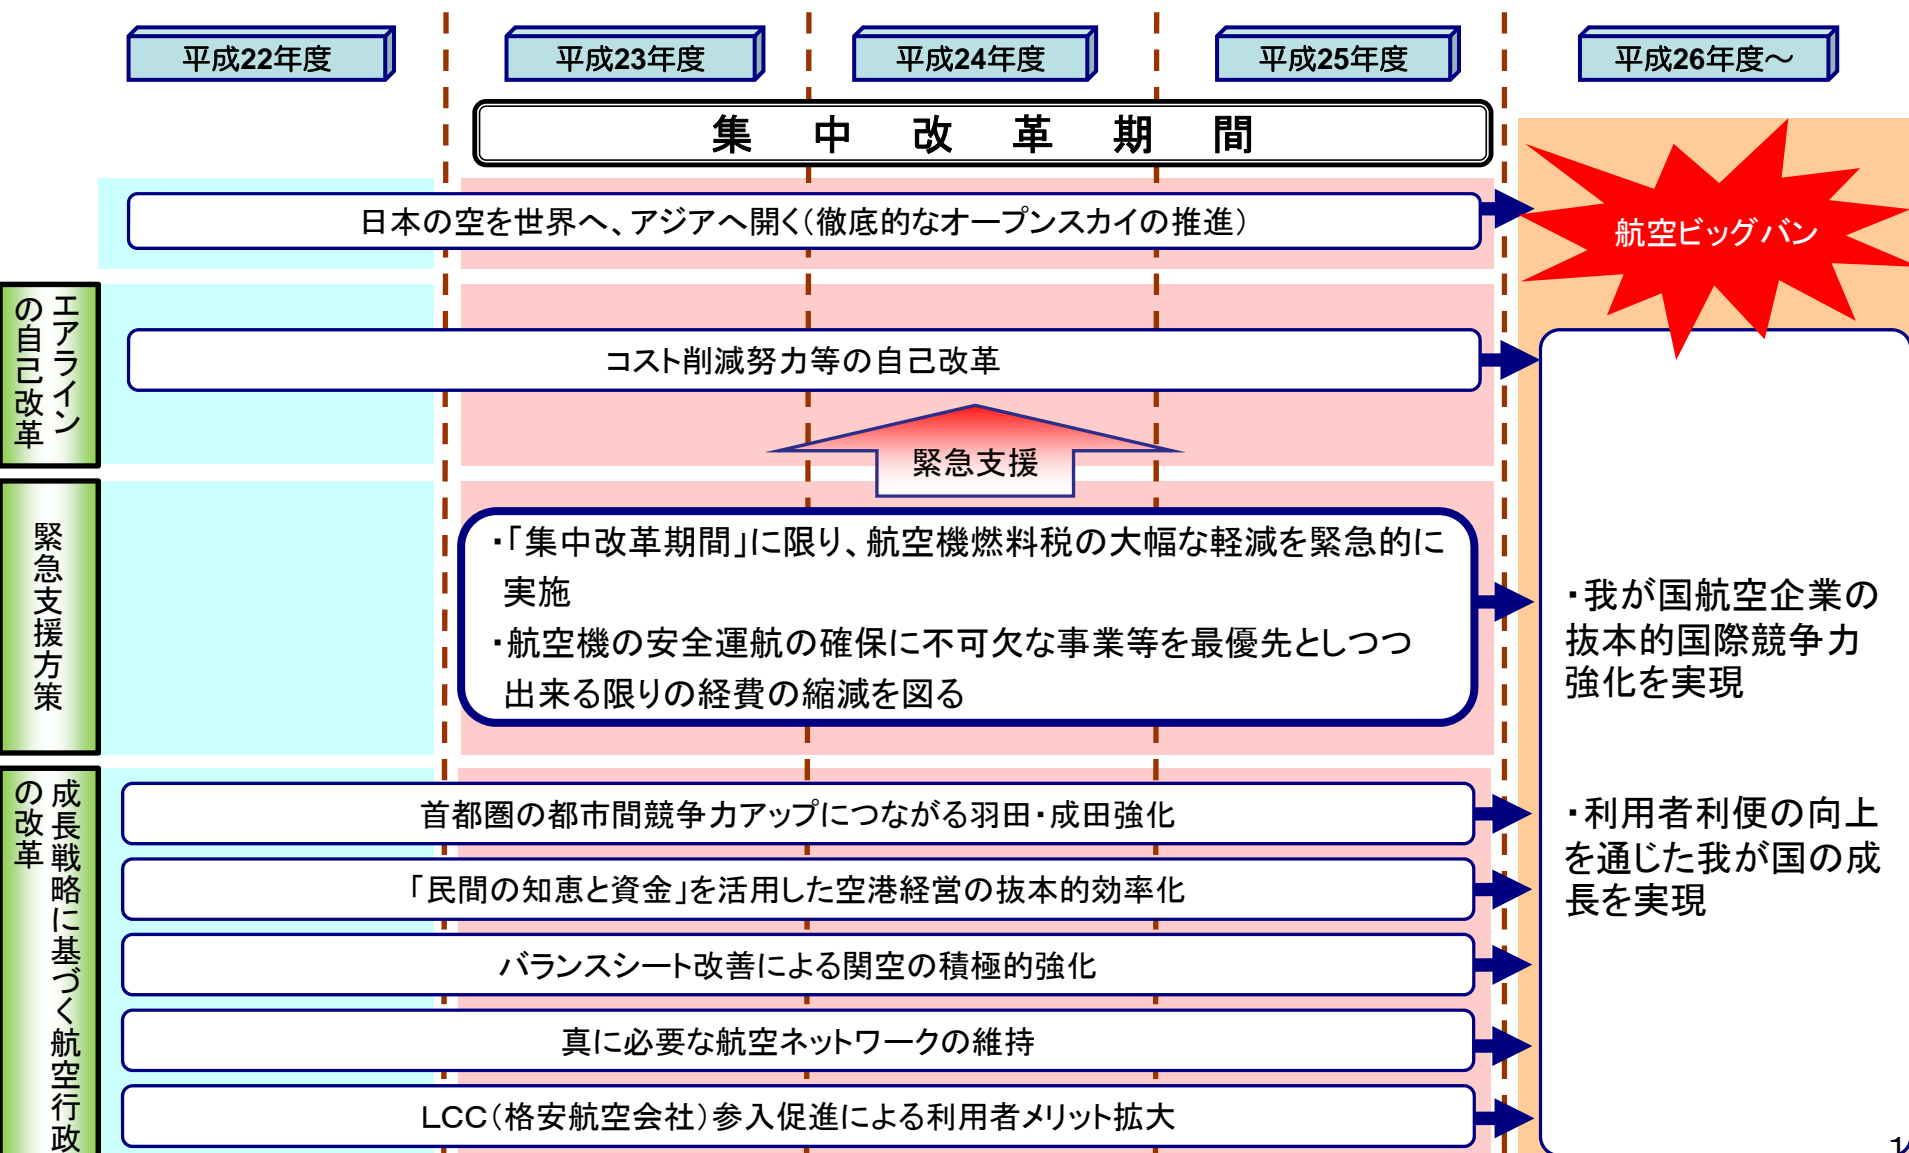 平成22年度
平成23年度
平成24年度
平成25年度
平成26年度～
集中改革期間
日本の空を世界へ、アジアへ開く（徹底的なオープンスカイの推進）
航空ビッグバン
エアライン
の自己改革
コスト削減努力等の自己改革
緊急支援
緊急支援方策
・「集中改革期間」に限り、航空機燃料税の大幅な軽減を緊急的に
実施
・航空機の安全運航の確保に不可欠な事業等を最優先としつつ
出来る限りの経費の縮減を図る
・我が国航空企業の
抜本的国際競争力
強化を実現
・利用者利便の向上
を通じた我が国の成
長を実現
成長戦略に基づく航空行政
の改革
首都圏の都市間競争力アップにつながる羽田・成田強化
「民間の知恵と資金」を活用した空港経営の抜本的効率化
バランスシート改善による関空の積極的強化
真に必要な航空ネットワークの維持
LCC（格安航空会社）参入促進による利用者メリット拡大
1